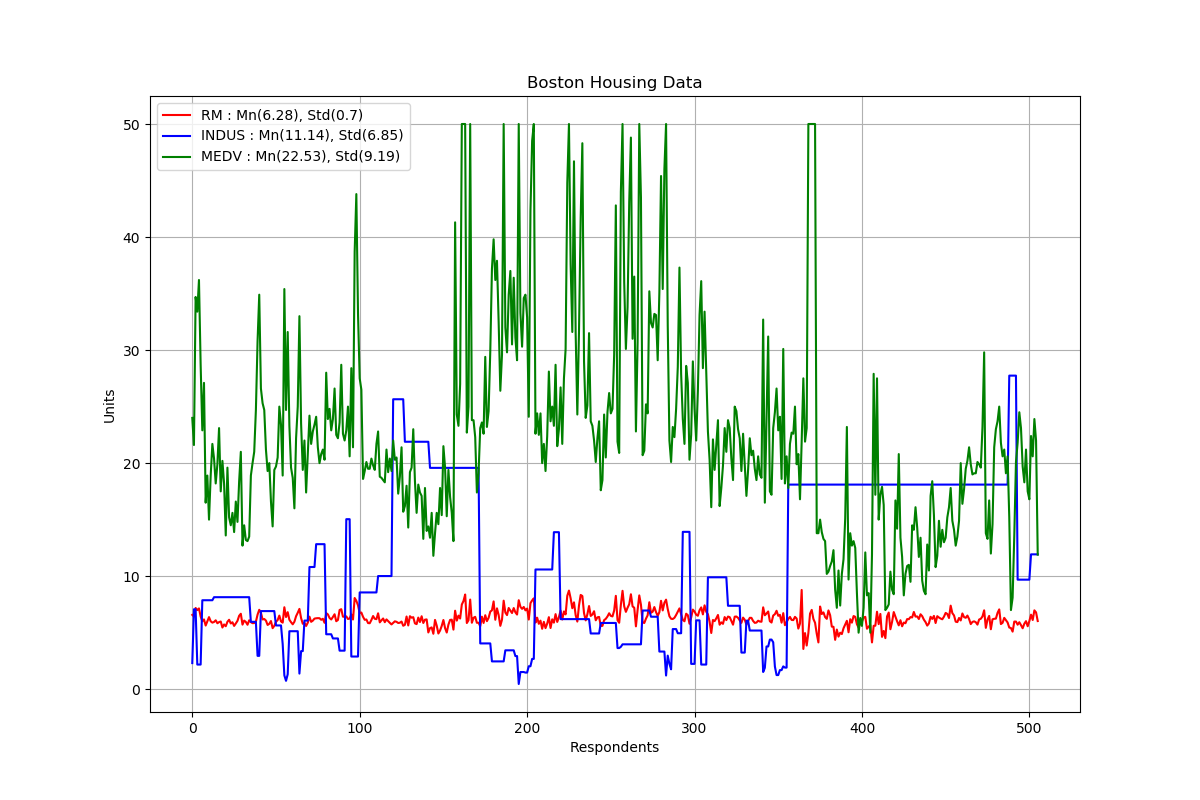 Boston Housing Data
RM : Mn(6.28), Std(0.7)
INDUS : Mn(11.14), Std(6.85)
MEDV : Mn(22.53), Std(9.19)
50
40
30
20
10
0
Units
0 100 200 300 400 500
Respondents